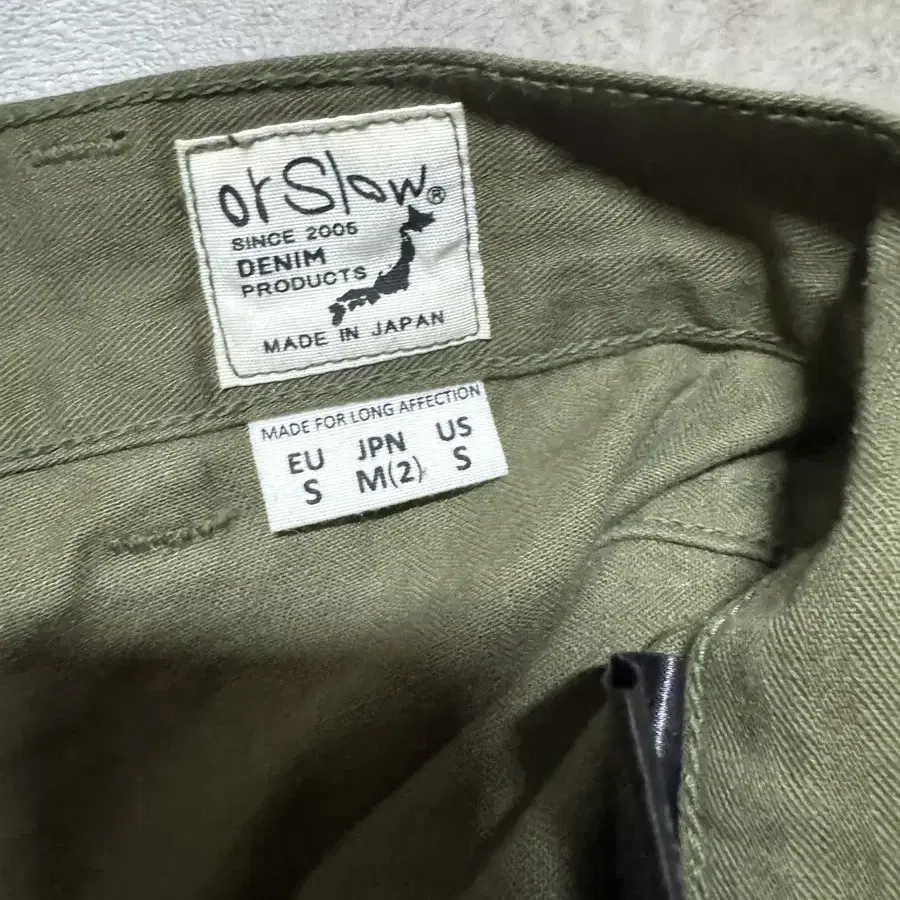 orSlow®
SINCE 2005
DENIM
PRODUCTS
MADE IN JAPAN
MADE FOR LONG AFFECTION
EU JPN US
S M(2) S